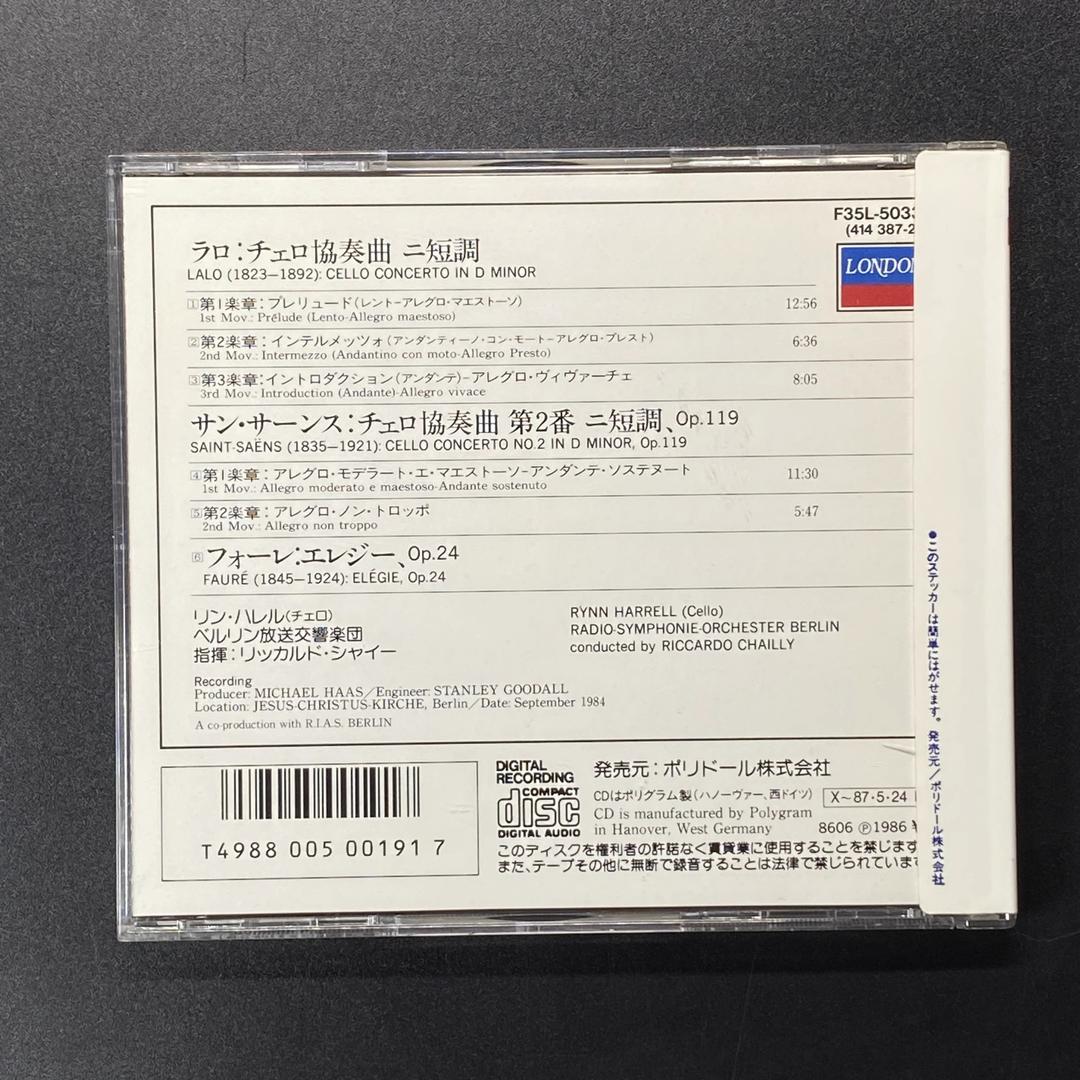 F35L-5033
(414 387-2
LONDON
ラロ:チェロ協奏曲 ニ短調
LALO (1823–1892): CELLO CONCERTO IN D MINOR
1 第1楽章:プレリュード(レント–アレグロ・マエストーソ) 12:56
1st Mov.: Prélude (Lento-Allegro maestoso)
2 第2楽章:インテルメッツォ(アンダンティーノ・コン・モート–アレグロ・プレスト) 6:36
2nd Mov.: Intermezzo (Andantino con moto-Allegro Presto)
3 第3楽章:イントロダクション(アンダンテ)–アレグロ・ヴィヴァーチェ 8:05
3rd Mov.: Introduction (Andante)-Allegro vivace
サン・サーンス:チェロ協奏曲 第2番 ニ短調、Op.119
SAINT-SAËNS (1835–1921): CELLO CONCERTO NO.2 IN D MINOR, Op.119
4 第1楽章:アレグロ・モデラート・エ・マエストーソ–アンダンテ・ソステヌート 11:30
1st Mov.: Allegro moderato e maestoso-Andante sostenuto
5 第2楽章:アレグロ・ノン・トロッポ 5:47
2nd Mov.: Allegro non troppo
6 フォーレ:エレジー、Op.24
FAURÉ (1845–1924): ELÉGIE, Op.24
リン・ハレル(チェロ)
ベルリン放送交響楽団
指揮:リッカルド・シャイー
RYNN HARRELL (Cello)
RADIO-SYMPHONIE-ORCHESTER BERLIN
conducted by RICCARDO CHAILLY
Recording
Producer: MICHAEL HAAS/Engineer: STANLEY GOODALL
Location: JESUS-CHRISTUS-KIRCHE, Berlin/Date: September 1984
A co-production with R.I.A.S. BERLIN
T4988 005 00191 7
DIGITAL
RECORDING
COMPACT
disc
DIGITAL AUDIO
発売元:ポリドール株式会社
CDはポリグラム製(ハノーヴァー、西ドイツ)
CD is manufactured by Polygram
in Hanover, West Germany
X〜87・5・24
8606 Ⓟ1986 ¥
このディスクを権利者の許諾なく賃貸業に使用することを禁じます
また、テープその他に無断で録音することは法律で禁じられています
●このステッカーは簡単にはがせます。発売元/ポリドール株式会社